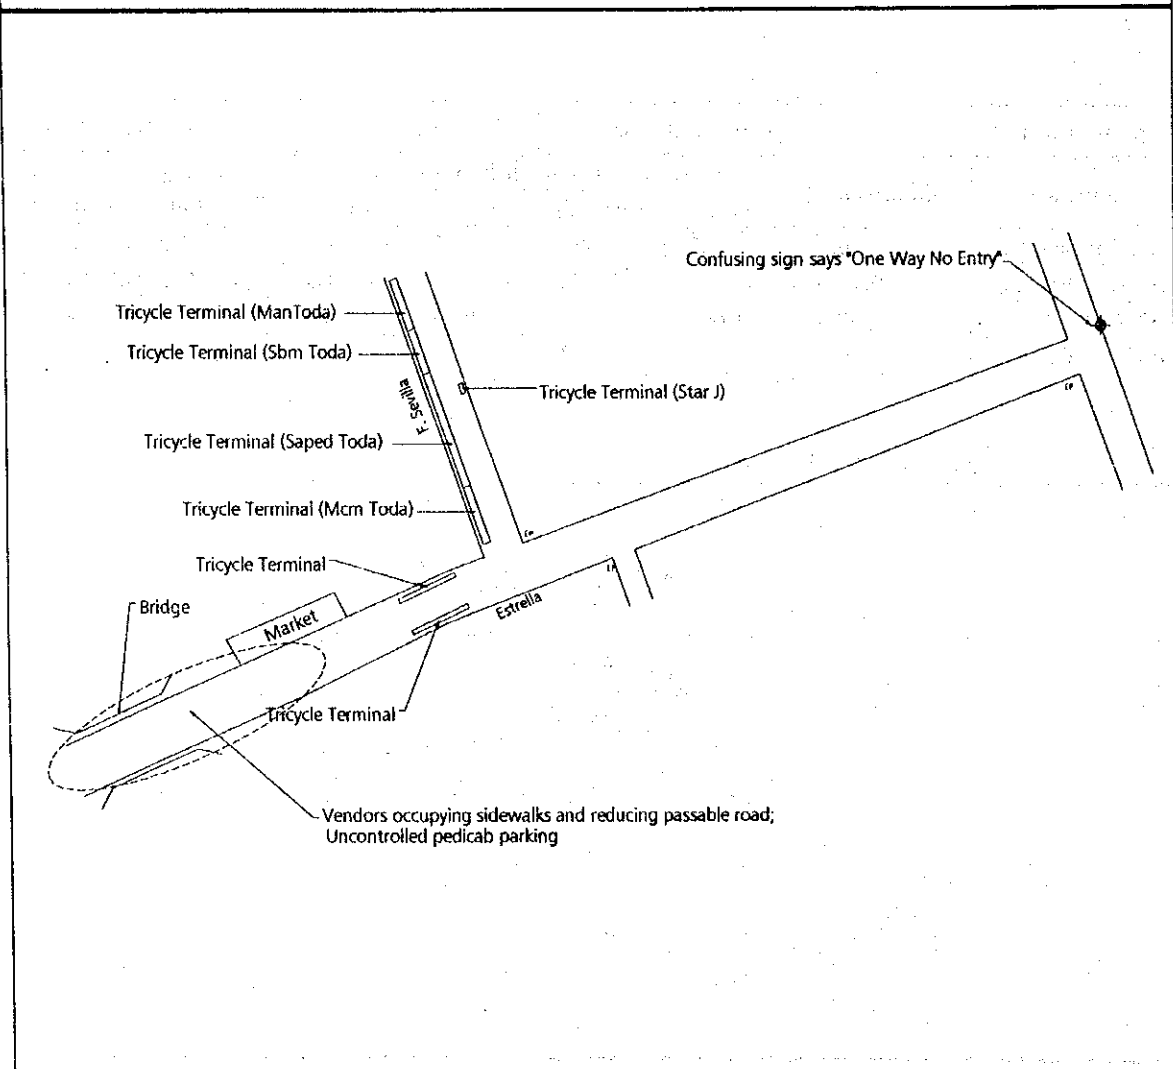 Confusing sign says "One Way No Entry"
Tricycle Terminal (ManToda)
Tricycle Terminal (Sbm Toda)
F. Sevilla
Tricycle Terminal (Star J)
Tricycle Terminal (Saped Toda)
Tricycle Terminal (Mcm Toda)
Tricycle Terminal
Bridge
Market
Estrella
Tricycle Terminal
Vendors occupying sidewalks and reducing passable road;
Uncontrolled pedicab parking